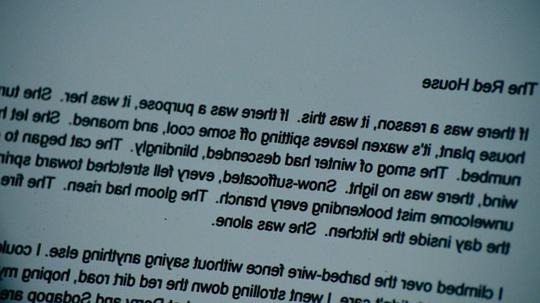 The Red House
If there was a reason, it was this. If there was a purpose, it was her. She
house plant, it's waxen leaves spitting off some cool, and moaned. She let
numbed. The smog of winter had descended, blindingly. The cat began
wind, there was no light. Snow-suffocated, every fell stretched toward
unwelcome mist bookending every branch. The gloom had risen. The
the day inside the kitchen. She was alone.
I climbed over the barbed-wire fence without saying anything else. I
I went strolling down the red dirt road, hoping, my
and Sodapop are